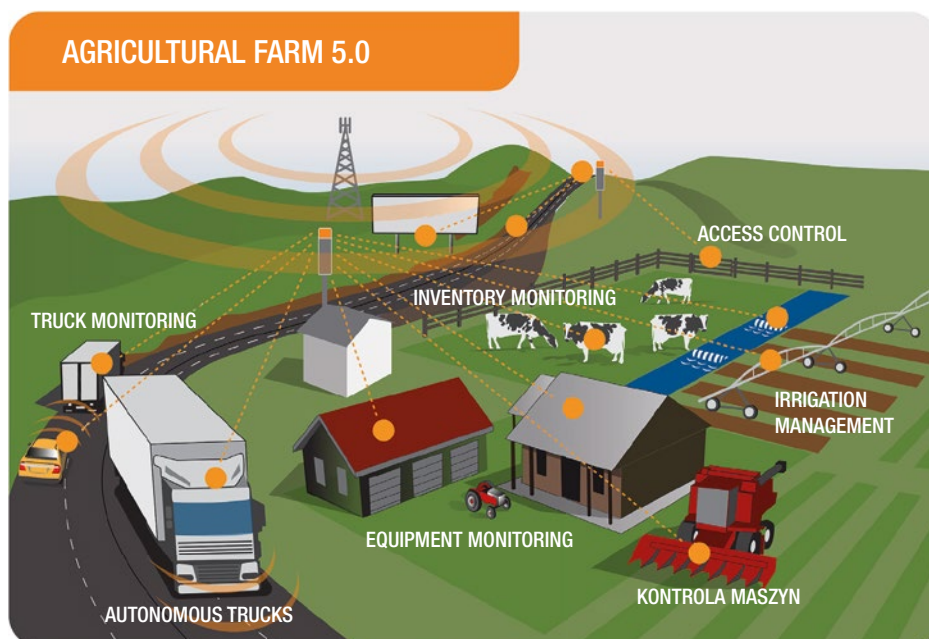 AGRICULTURAL FARM 5.0
ACCESS CONTROL
INVENTORY MONITORING
TRUCK MONITORING
IRRIGATION
MANAGEMENT
EQUIPMENT MONITORING
KONTROLA MASZYN
AUTONOMOUS TRUCKS